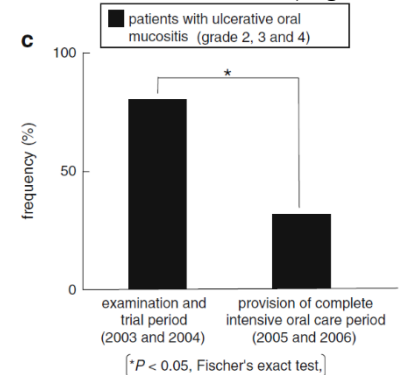 patients with ulcerative oral
mucositis (grade 2, 3 and 4)
c
100
*
frequency (%)
50
0
examination and
trial period
(2003 and 2004)
provision of complete
intensive oral care period
(2005 and 2006)
[*P < 0.05, Fischer's exact test,]